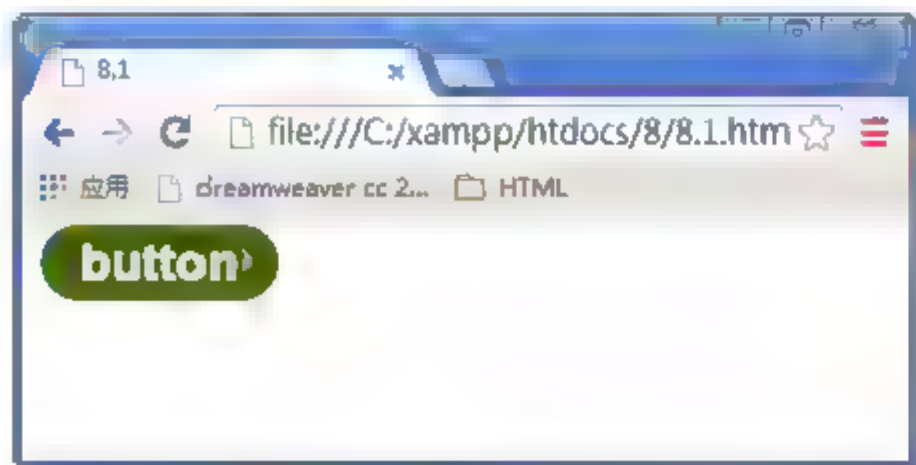 8,1
file:///C:/xampp/htdocs/8/8.1.htm
应用 dreamweaver cc 2... HTML
button›